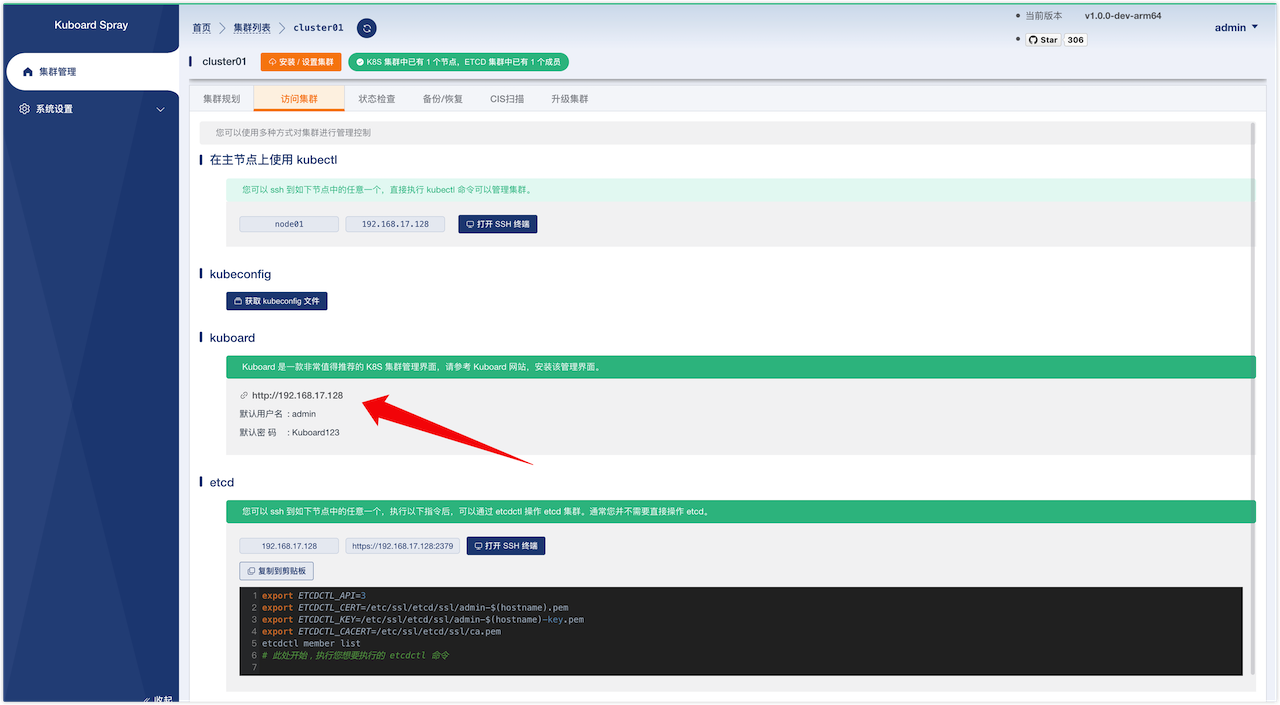 Kuboard Spray
首页 集群列表 cluster01
当前版本 v1.0.0-dev-arm64
Star 306
admin
cluster01 安装 / 设置集群 K8S 集群中已有 1 个节点，ETCD 集群中已有 1 个成员
集群管理
系统设置
集群规划 访问集群 状态检查 备份/恢复 CIS扫描 升级集群
您可以使用多种方式对集群进行管理控制
在主节点上使用 kubectl
您可以 ssh 到如下节点中的任意一个，直接执行 kubectl 命令可以管理集群。
node01 192.168.17.128 打开 SSH 终端
kubeconfig
获取 kubeconfig 文件
kuboard
Kuboard 是一款非常值得推荐的 K8S 集群管理界面，请参考 Kuboard 网站，安装该管理界面。
http://192.168.17.128
默认用户名 : admin
默认密 码 : Kuboard123
etcd
您可以 ssh 到如下节点中的任意一个，执行以下指令后，可以通过 etcdctl 操作 etcd 集群。通常您并不需要直接操作 etcd。
192.168.17.128 https://192.168.17.128:2379 打开 SSH 终端
复制到剪贴板
1 export ETCDCTL_API=3
2 export ETCDCTL_CERT=/etc/ssl/etcd/ssl/admin-$(hostname).pem
3 export ETCDCTL_KEY=/etc/ssl/etcd/ssl/admin-$(hostname)-key.pem
4 export ETCDCTL_CACERT=/etc/ssl/etcd/ssl/ca.pem
5 etcdctl member list
6 # 此处开始，执行您想要执行的 etcdctl 命令
7
收起